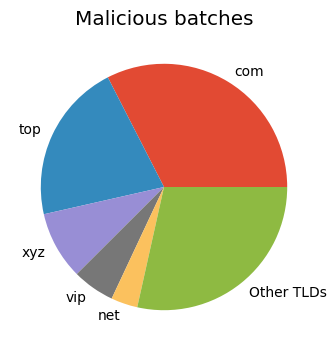 Malicious batches
com
top
xyz
vip
net
Other TLDs